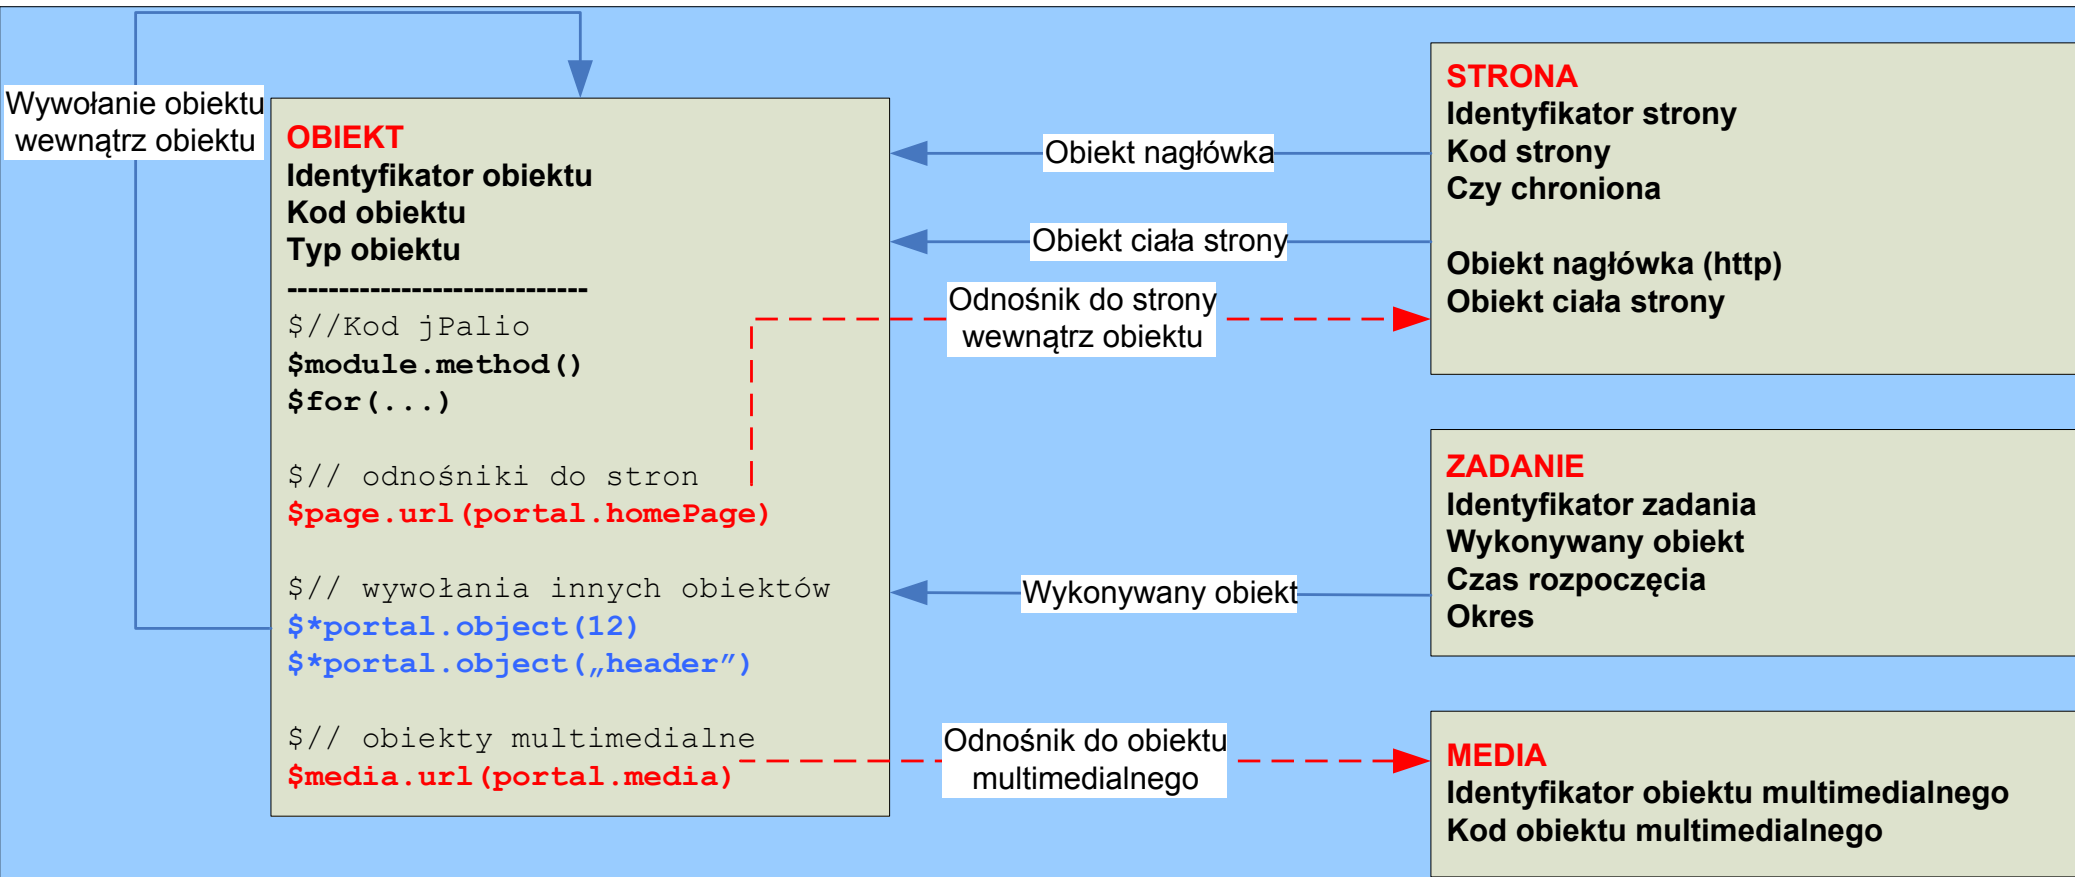 Wywołanie obiektu
wewnątrz obiektu
OBIEKT
Identyfikator obiektu
Kod obiektu
Typ obiektu
-----------------------------
$//Kod jPalio
$module.method()
$for(...)
$// odnośniki do stron
$page.url(portal.homePage)
$// wywołania innych obiektów
$*portal.object(12)
$*portal.object(„header”)
$// obiekty multimedialne
$media.url(portal.media)
Obiekt nagłówka
Obiekt ciała strony
Odnośnik do strony
wewnątrz obiektu
Wykonywany obiekt
Odnośnik do obiektu
multimedialnego
STRONA
Identyfikator strony
Kod strony
Czy chroniona
Obiekt nagłówka (http)
Obiekt ciała strony
ZADANIE
Identyfikator zadania
Wykonywany obiekt
Czas rozpoczęcia
Okres
MEDIA
Identyfikator obiektu multimedialnego
Kod obiektu multimedialnego